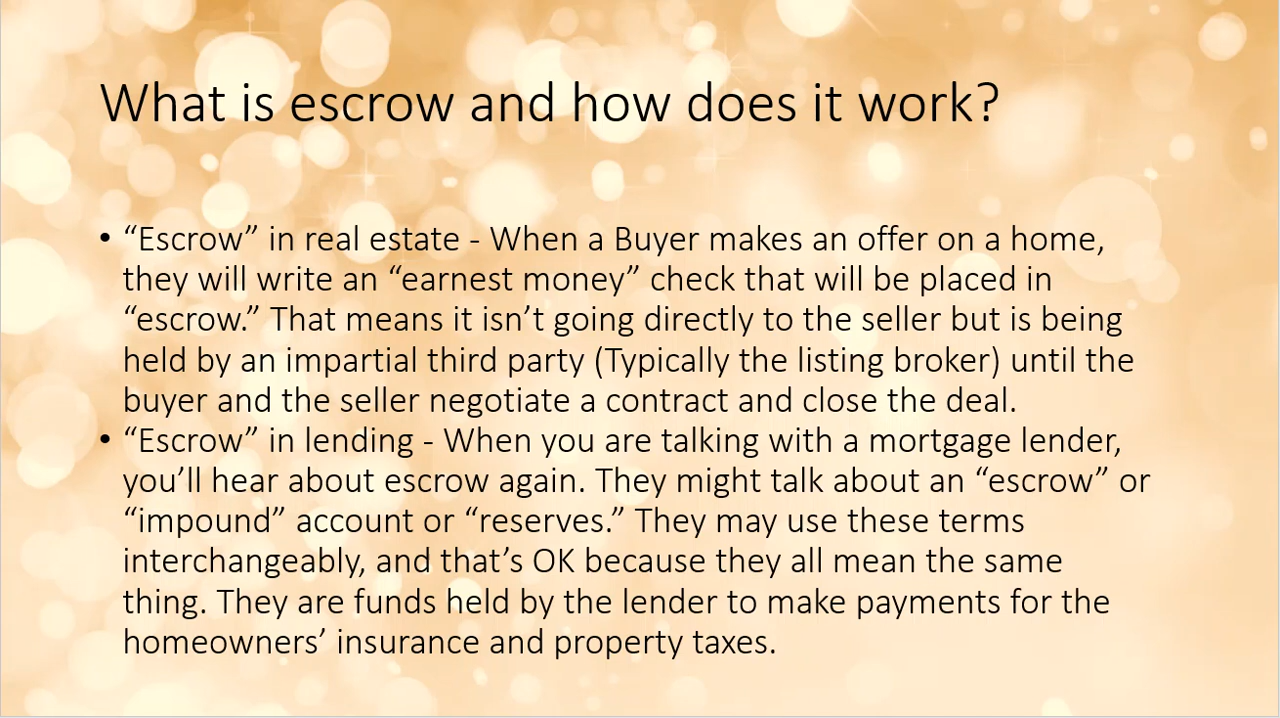 What is escrow and how does it work?
• “Escrow” in real estate - When a Buyer makes an offer on a home,
they will write an “earnest money” check that will be placed in
“escrow.” That means it isn’t going directly to the seller but is being
held by an impartial third party (Typically the listing broker) until the
buyer and the seller negotiate a contract and close the deal.
• “Escrow” in lending - When you are talking with a mortgage lender,
you’ll hear about escrow again. They might talk about an “escrow” or
“impound” account or “reserves.” They may use these terms
interchangeably, and that’s OK because they all mean the same
thing. They are funds held by the lender to make payments for the
homeowners’ insurance and property taxes.